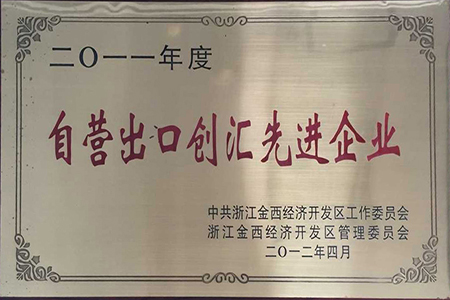 二〇一一年度
自营出口创汇先进企业
中共浙江金西经济开发区工作委员会
浙江金西经济开发区管理委员会
二〇一二年四月